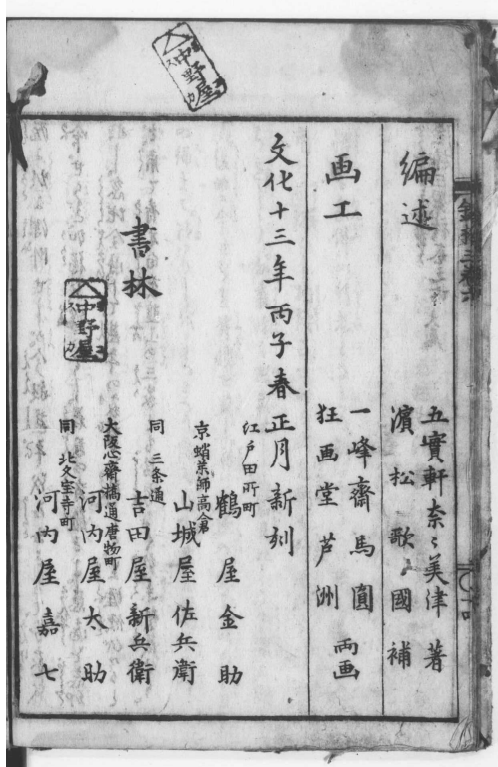 編述
五實軒奈〻美津 著
濱松歌國 補
画工
一峰齋馬圓
狂画堂芦洲 両画
文化十三年丙子春正月新刻
書林
江戸田所町
鶴屋金助
京蛸薬師高倉
山城屋佐兵衛
同 三条通
吉田屋新兵衛
大阪心齋橋通唐物町
河内屋太助
同 北久宝寺町
河内屋嘉七
中野屋
中野屋